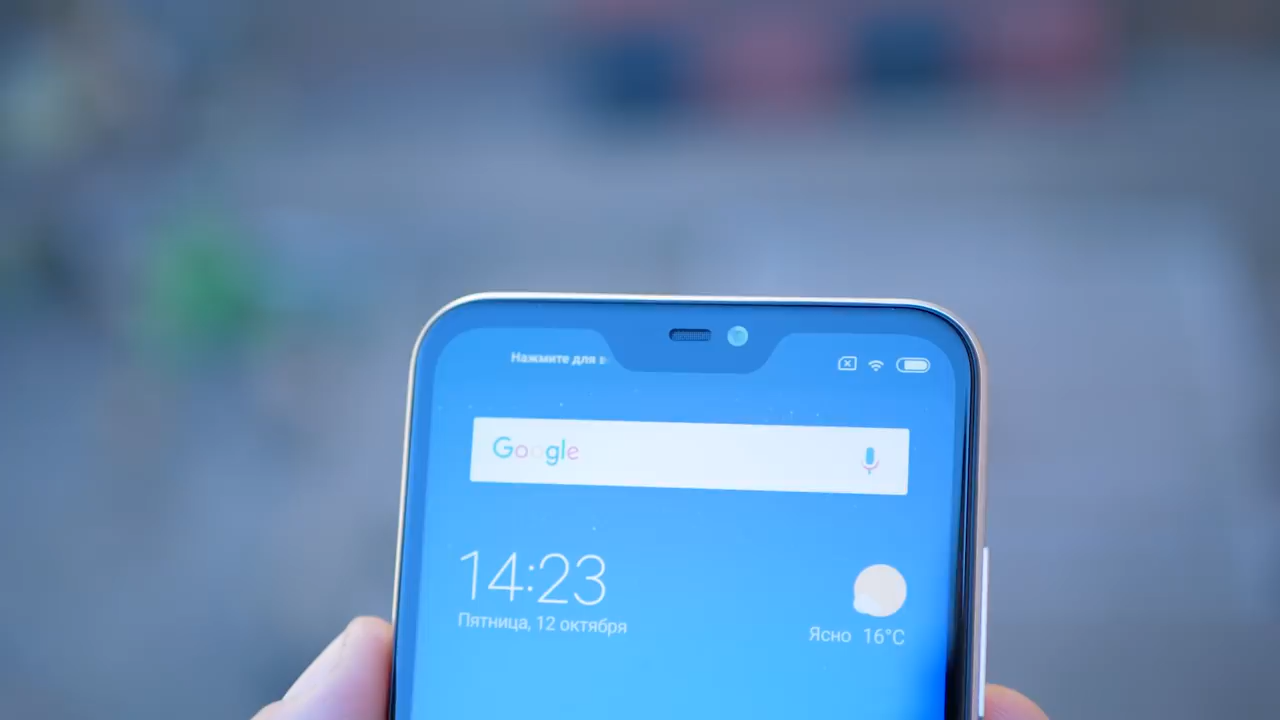 Нажмите для
Google
14:23
Пятница, 12 октября
Ясно 16°C